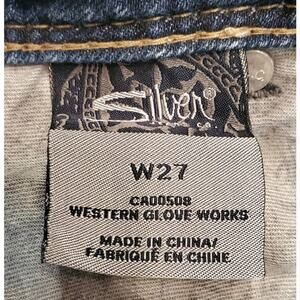 Silver®
W27
CA00508
WESTERN GLOVE WORKS
MADE IN CHINA/
FABRIQUÉ EN CHINE